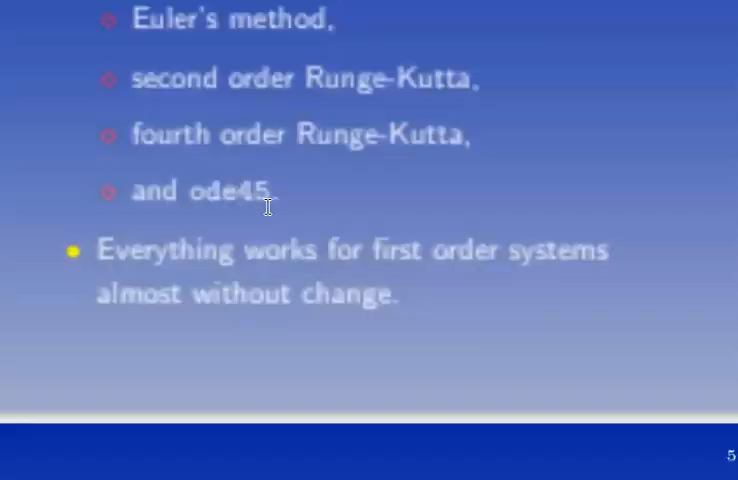 Euler's method,
second order Runge-Kutta,
fourth order Runge-Kutta,
and ode45.
Everything works for first order systems
almost without change.
5